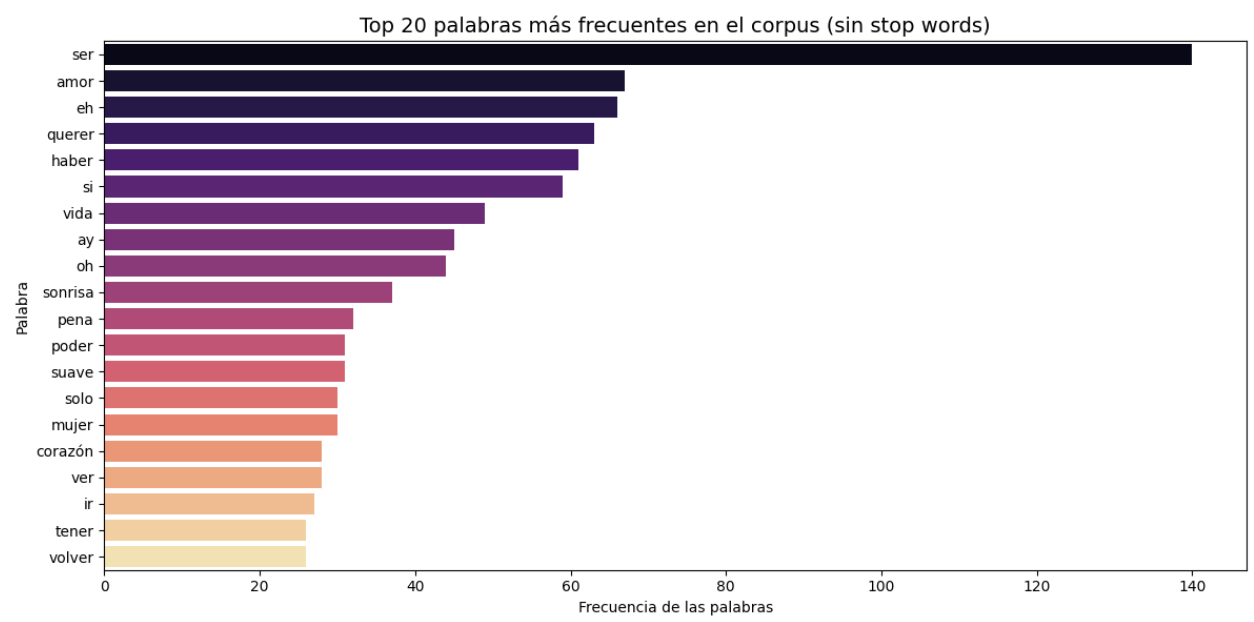 Top 20 palabras más frecuentes en el corpus (sin stop words)
Palabra
ser
amor
eh
querer
haber
si
vida
ay
oh
sonrisa
pena
poder
suave
solo
mujer
corazón
ver
ir
tener
volver
0 20 40 60 80 100 120 140
Frecuencia de las palabras